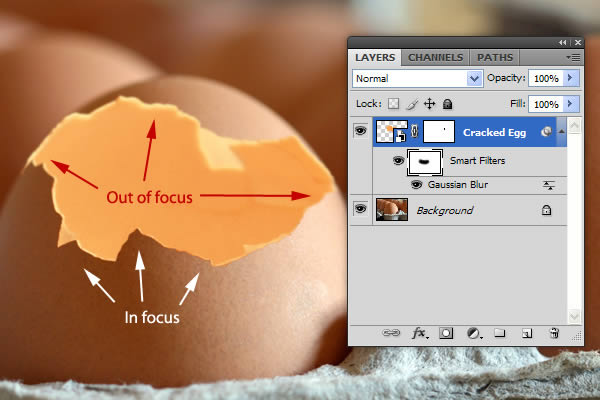 Out of focus
In focus
LAYERS CHANNELS PATHS
Normal Opacity: 100%
Lock: Fill: 100%
Cracked Egg
Smart Filters
Gaussian Blur
Background
fx.